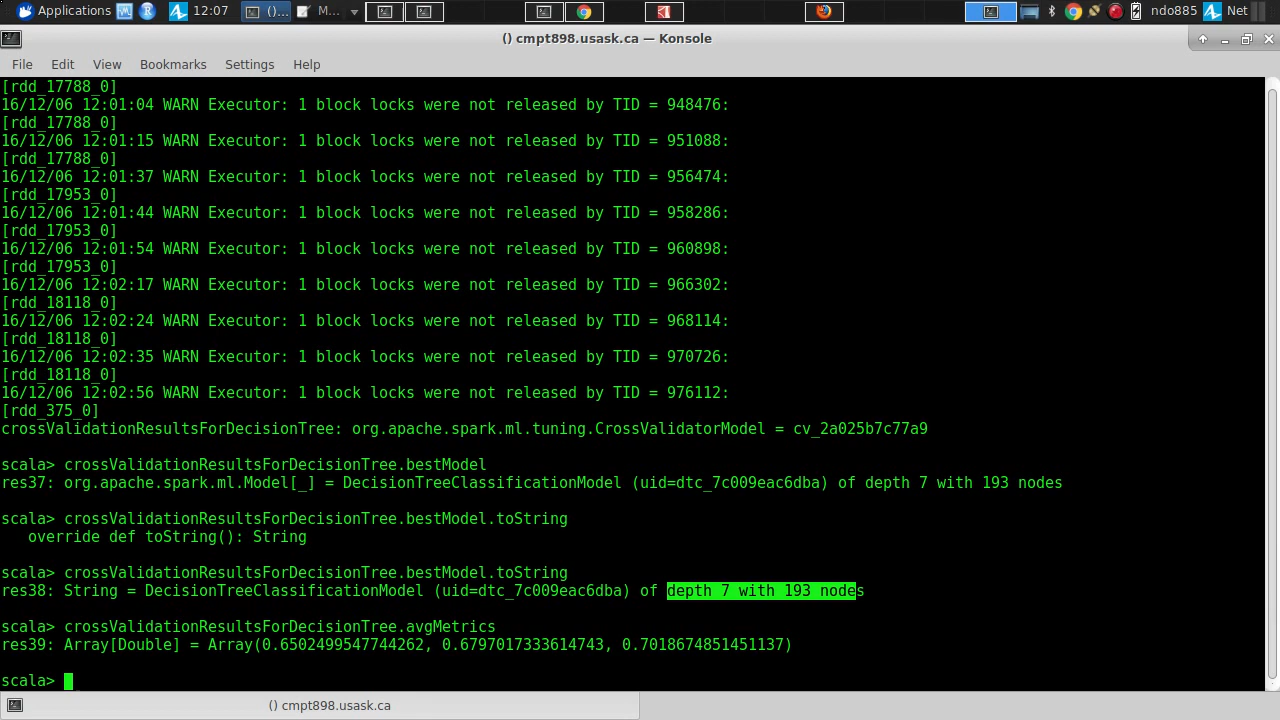 Applications 12:07 ()... M... ndo885 Net
() cmpt898.usask.ca — Konsole
File Edit View Bookmarks Settings Help
[rdd_17788_0]
16/12/06 12:01:04 WARN Executor: 1 block locks were not released by TID = 948476:
[rdd_17788_0]
16/12/06 12:01:15 WARN Executor: 1 block locks were not released by TID = 951088:
[rdd_17788_0]
16/12/06 12:01:37 WARN Executor: 1 block locks were not released by TID = 956474:
[rdd_17953_0]
16/12/06 12:01:44 WARN Executor: 1 block locks were not released by TID = 958286:
[rdd_17953_0]
16/12/06 12:01:54 WARN Executor: 1 block locks were not released by TID = 960898:
[rdd_17953_0]
16/12/06 12:02:17 WARN Executor: 1 block locks were not released by TID = 966302:
[rdd_18118_0]
16/12/06 12:02:24 WARN Executor: 1 block locks were not released by TID = 968114:
[rdd_18118_0]
16/12/06 12:02:35 WARN Executor: 1 block locks were not released by TID = 970726:
[rdd_18118_0]
16/12/06 12:02:56 WARN Executor: 1 block locks were not released by TID = 976112:
[rdd_375_0]
crossValidationResultsForDecisionTree: org.apache.spark.ml.tuning.CrossValidatorModel = cv_2a025b7c77a9
scala> crossValidationResultsForDecisionTree.bestModel
res37: org.apache.spark.ml.Model[_] = DecisionTreeClassificationModel (uid=dtc_7c009eac6dba) of depth 7 with 193 nodes
scala> crossValidationResultsForDecisionTree.bestModel.toString
override def toString(): String
scala> crossValidationResultsForDecisionTree.bestModel.toString
res38: String = DecisionTreeClassificationModel (uid=dtc_7c009eac6dba) of depth 7 with 193 nodes
scala> crossValidationResultsForDecisionTree.avgMetrics
res39: Array[Double] = Array(0.6502499547744262, 0.6797017333614743, 0.7018674851451137)
scala>
() cmpt898.usask.ca